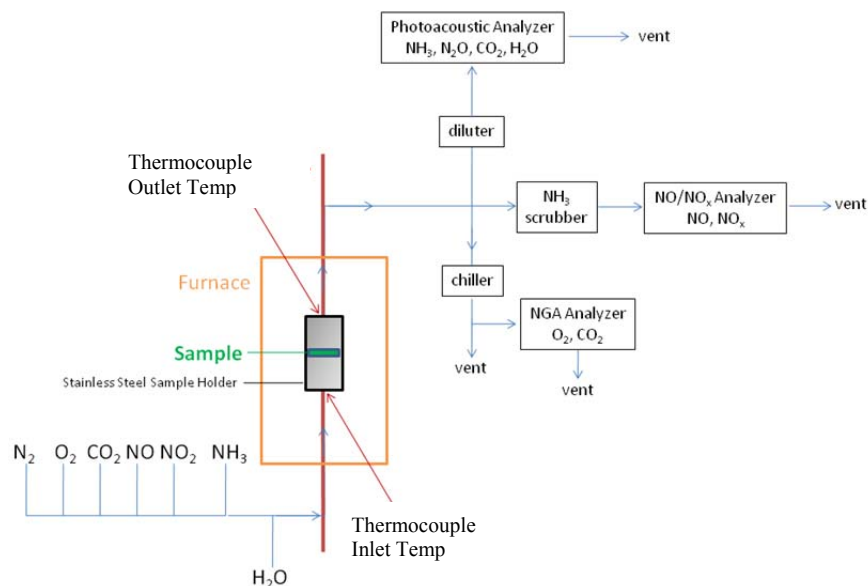 Photoacoustic Analyzer
NH₃, N₂O, CO₂, H₂O
vent
diluter
Thermocouple
Outlet Temp
NH₃
scrubber
NO/NOₓ Analyzer
NO, NOₓ
vent
Furnace
chiller
NGA Analyzer
O₂, CO₂
Sample
Stainless Steel Sample Holder
vent
vent
N₂ O₂ CO₂ NO NO₂ NH₃
Thermocouple
Inlet Temp
H₂O